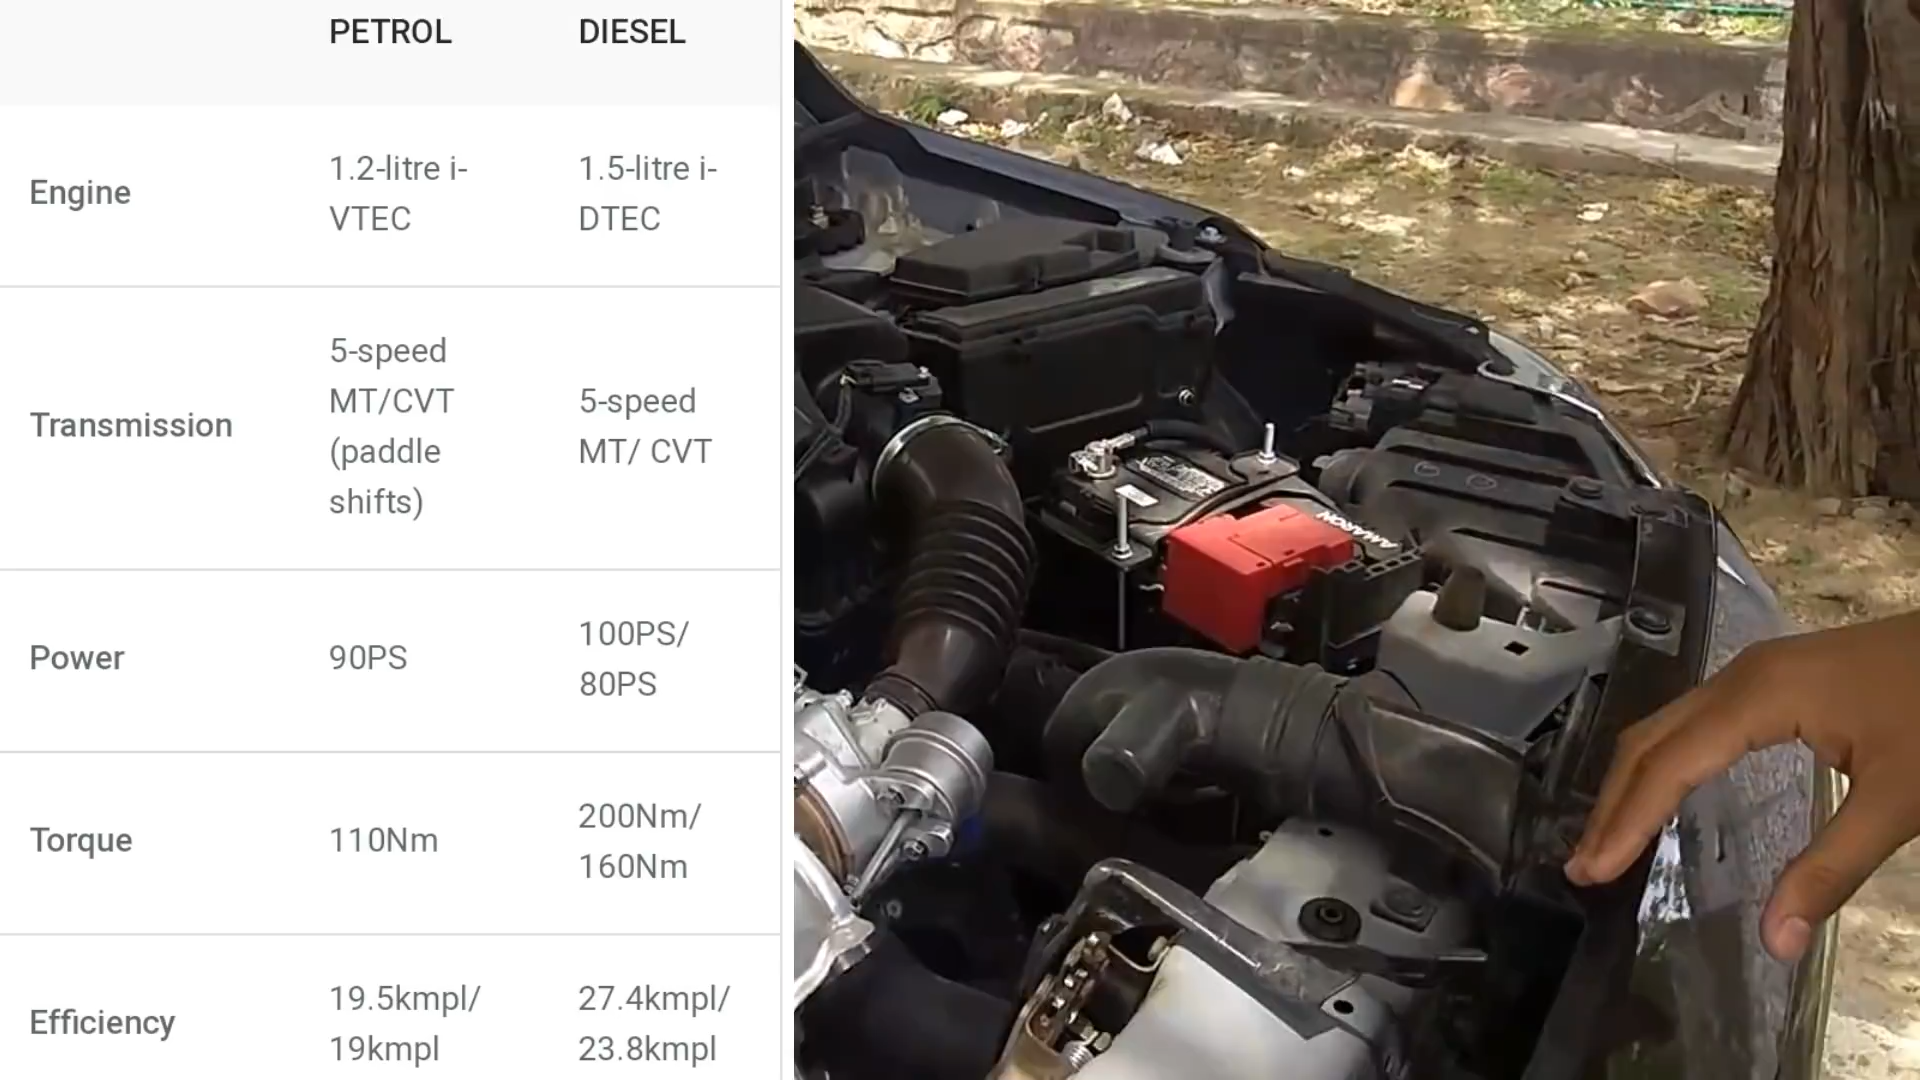 PETROL DIESEL
Engine
1.2-litre i-
VTEC
1.5-litre i-
DTEC
Transmission
5-speed
MT/CVT
(paddle
shifts)
5-speed
MT/ CVT
Power
90PS
100PS/
80PS
Torque
110Nm
200Nm/
160Nm
Efficiency
19.5kmpl/
19kmpl
27.4kmpl/
23.8kmpl
AMARON